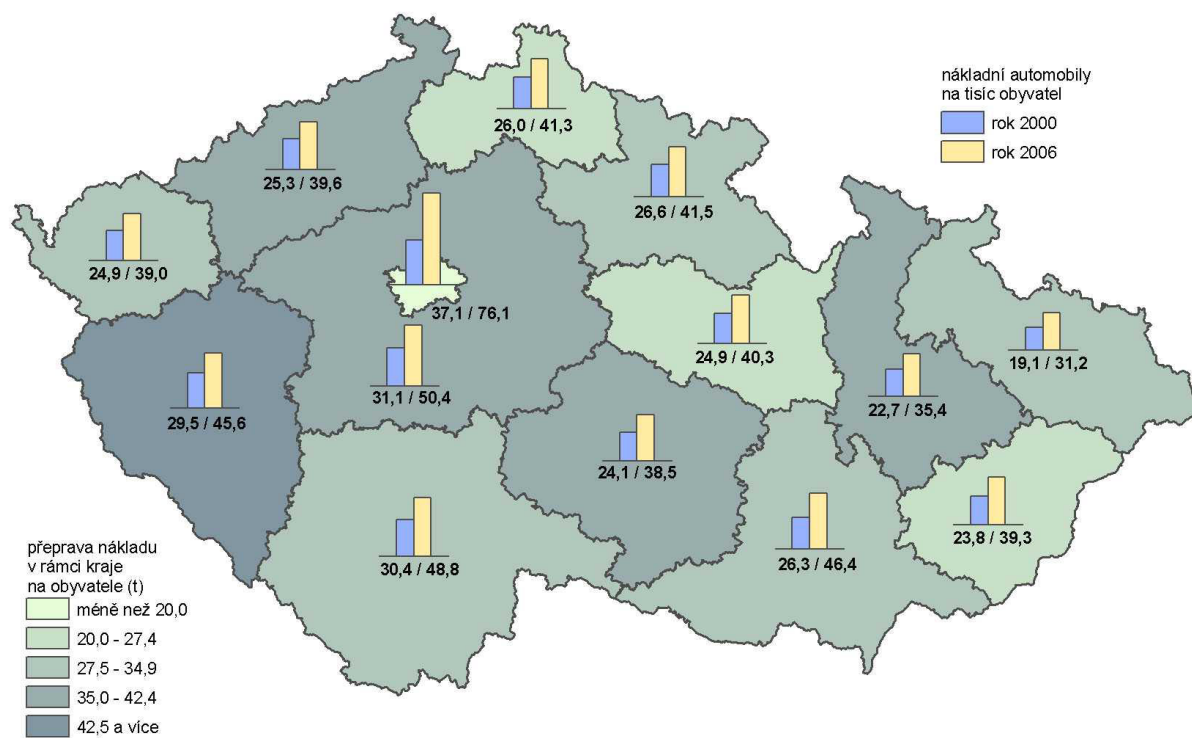 nákladní automobily
na tisíc obyvatel
rok 2000
rok 2006
26,0 / 41,3
25,3 / 39,6
26,6 / 41,5
24,9 / 39,0
37,1 / 76,1
24,9 / 40,3
19,1 / 31,2
31,1 / 50,4
22,7 / 35,4
29,5 / 45,6
24,1 / 38,5
23,8 / 39,3
30,4 / 48,8
26,3 / 46,4
přeprava nákladu
v rámci kraje
na obyvatele (t)
méně než 20,0
20,0 - 27,4
27,5 - 34,9
35,0 - 42,4
42,5 a více